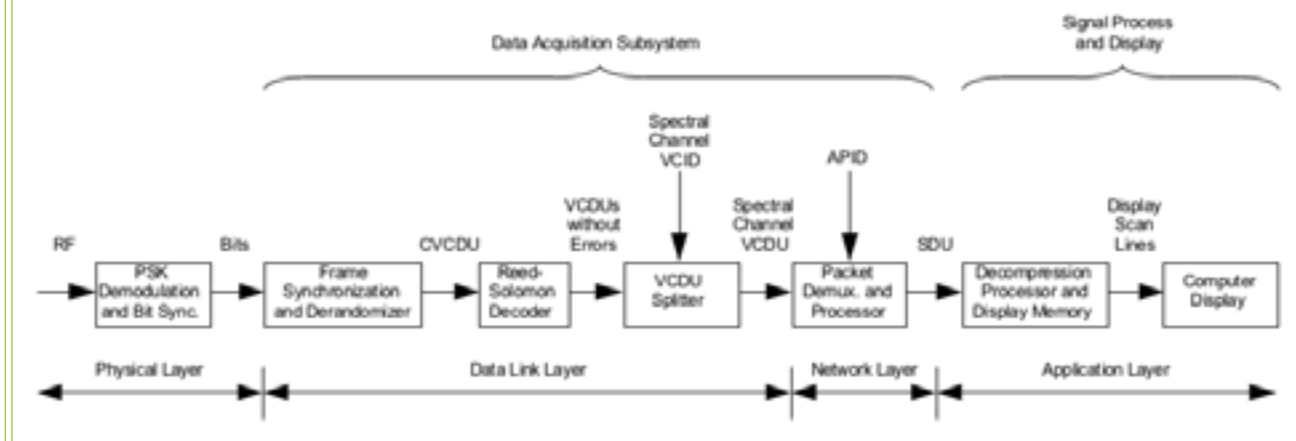 Signal Process
and Display
Data Acquisition Subsystem
Spectral
Channel
VCID
APID
VCDUs
without
Errors
Spectral
Channel
VCDU
Display
Scan
Lines
RF
Bits
CVCDU
SDU
PSK
Demodulation
and Bit Sync.
Frame
Synchronization
and Derandomizer
Reed-
Solomon
Decoder
VCDU
Splitter
Packet
Demux. and
Processor
Decompression
Processor and
Display Memory
Computer
Display
Physical Layer
Data Link Layer
Network Layer
Application Layer